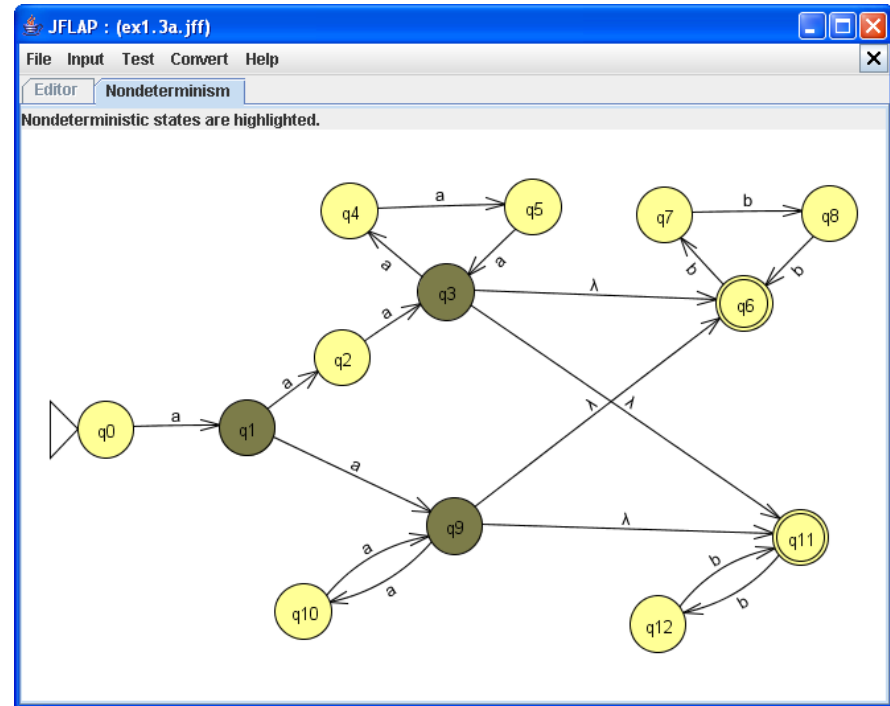 JFLAP : (ex1.3a.jff)
File Input Test Convert Help
Editor Nondeterminism
Nondeterministic states are highlighted.
q4 a q5 q7 b q8
a a b b
q3 λ q6
a
q2
a
λ λ
q0 a q1
a
q9 λ q11
a b
a b
q10 q12